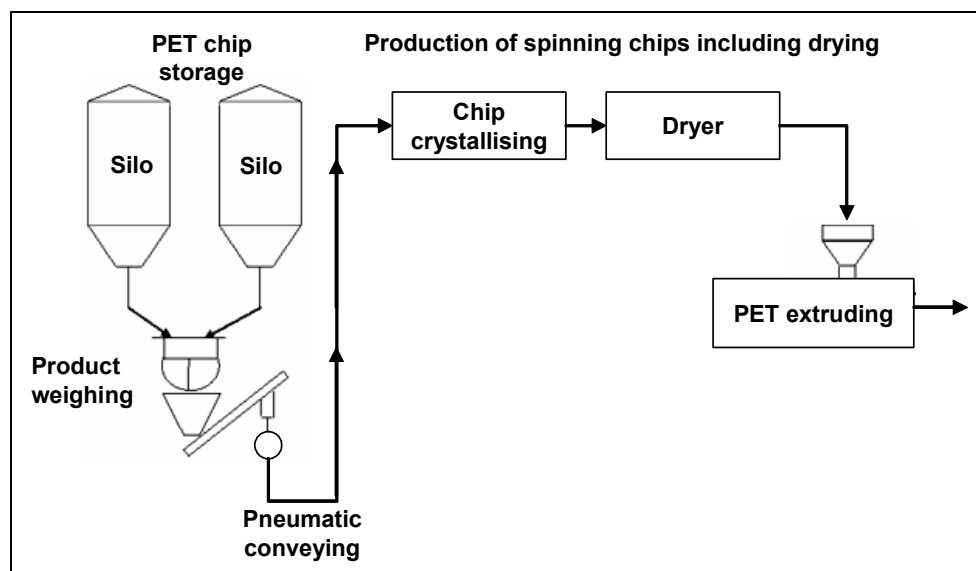 PET chip
storage
Production of spinning chips including drying
Silo
Silo
Chip
crystallising
Dryer
PET extruding
Product
weighing
Pneumatic
conveying